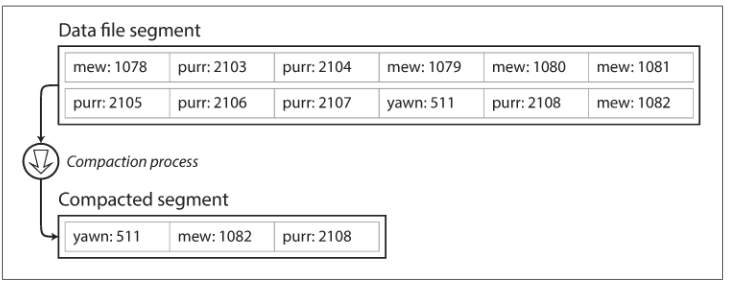 Data file segment
mew: 1078 purr: 2103 purr: 2104 mew: 1079 mew: 1080 mew: 1081
purr: 2105 purr: 2106 purr: 2107 yawn: 511 purr: 2108 mew: 1082
Compaction process
Compacted segment
yawn: 511 mew: 1082 purr: 2108